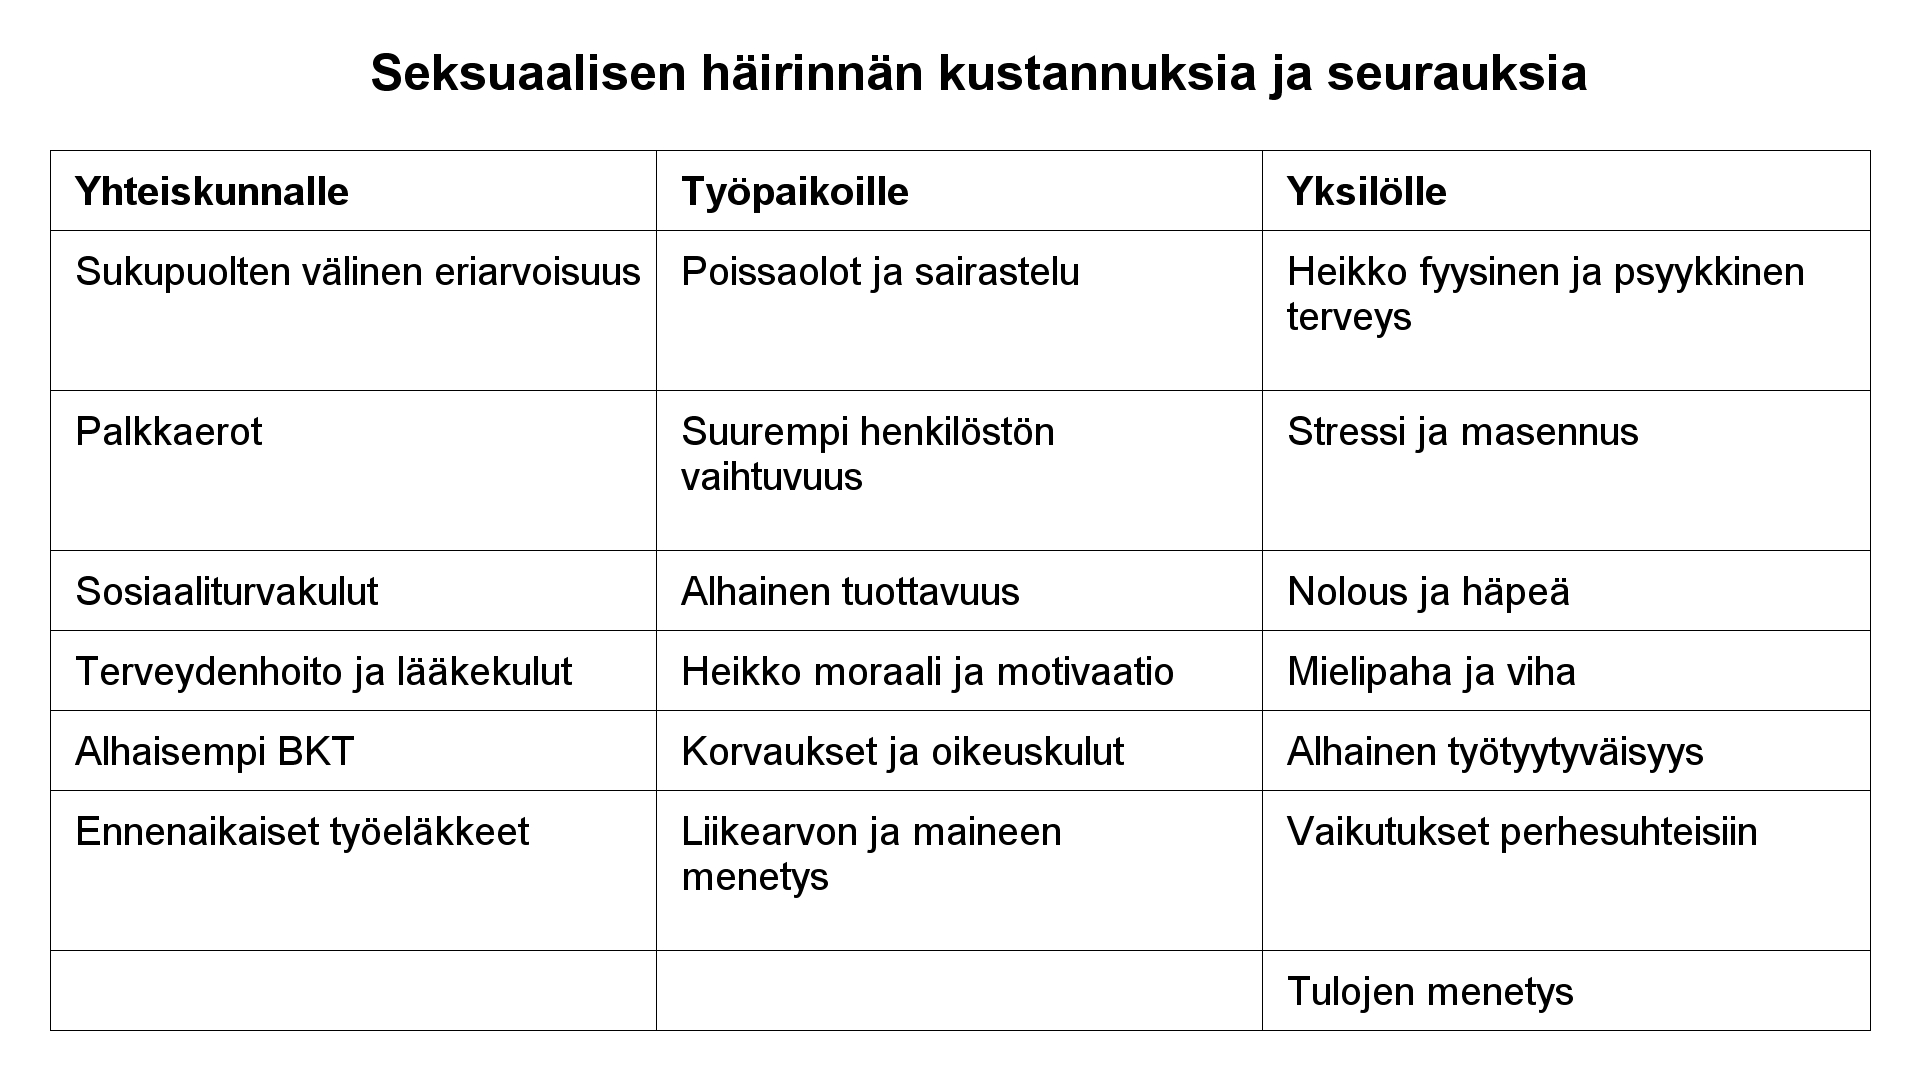 Seksuaalisen häirinnän kustannuksia ja seurauksia
Yhteiskunnalle
Työpaikoille
Yksilölle
Sukupuolten välinen eriarvoisuus
Poissaolot ja sairastelu
Heikko fyysinen ja psyykkinen
terveys
Palkkaerot
Suurempi henkilöstön
vaihtuvuus
Stressi ja masennus
Sosiaaliturvakulut
Alhainen tuottavuus
Nolous ja häpeä
Terveydenhoito ja lääkekulut
Heikko moraali ja motivaatio
Mielipaha ja viha
Alhaisempi BKT
Korvaukset ja oikeuskulut
Alhainen työtyytyväisyys
Ennenaikaiset työeläkkeet
Liikearvon ja maineen
menetys
Vaikutukset perhesuhteisiin
Tulojen menetys